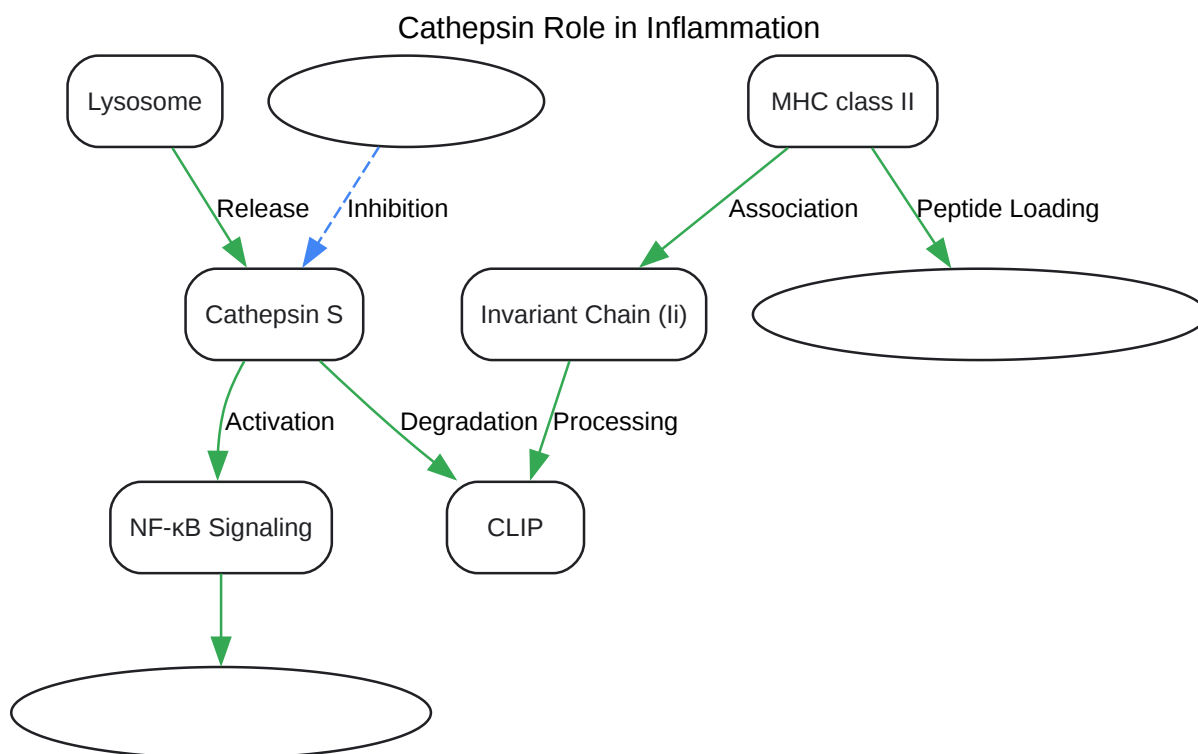 Cathepsin Role in Inflammation
Lysosome
MHC class II
Release
Inhibition
Association
Peptide Loading
Cathepsin S
Invariant Chain (Ii)
Activation
Degradation
Processing
NF-κB Signaling
CLIP